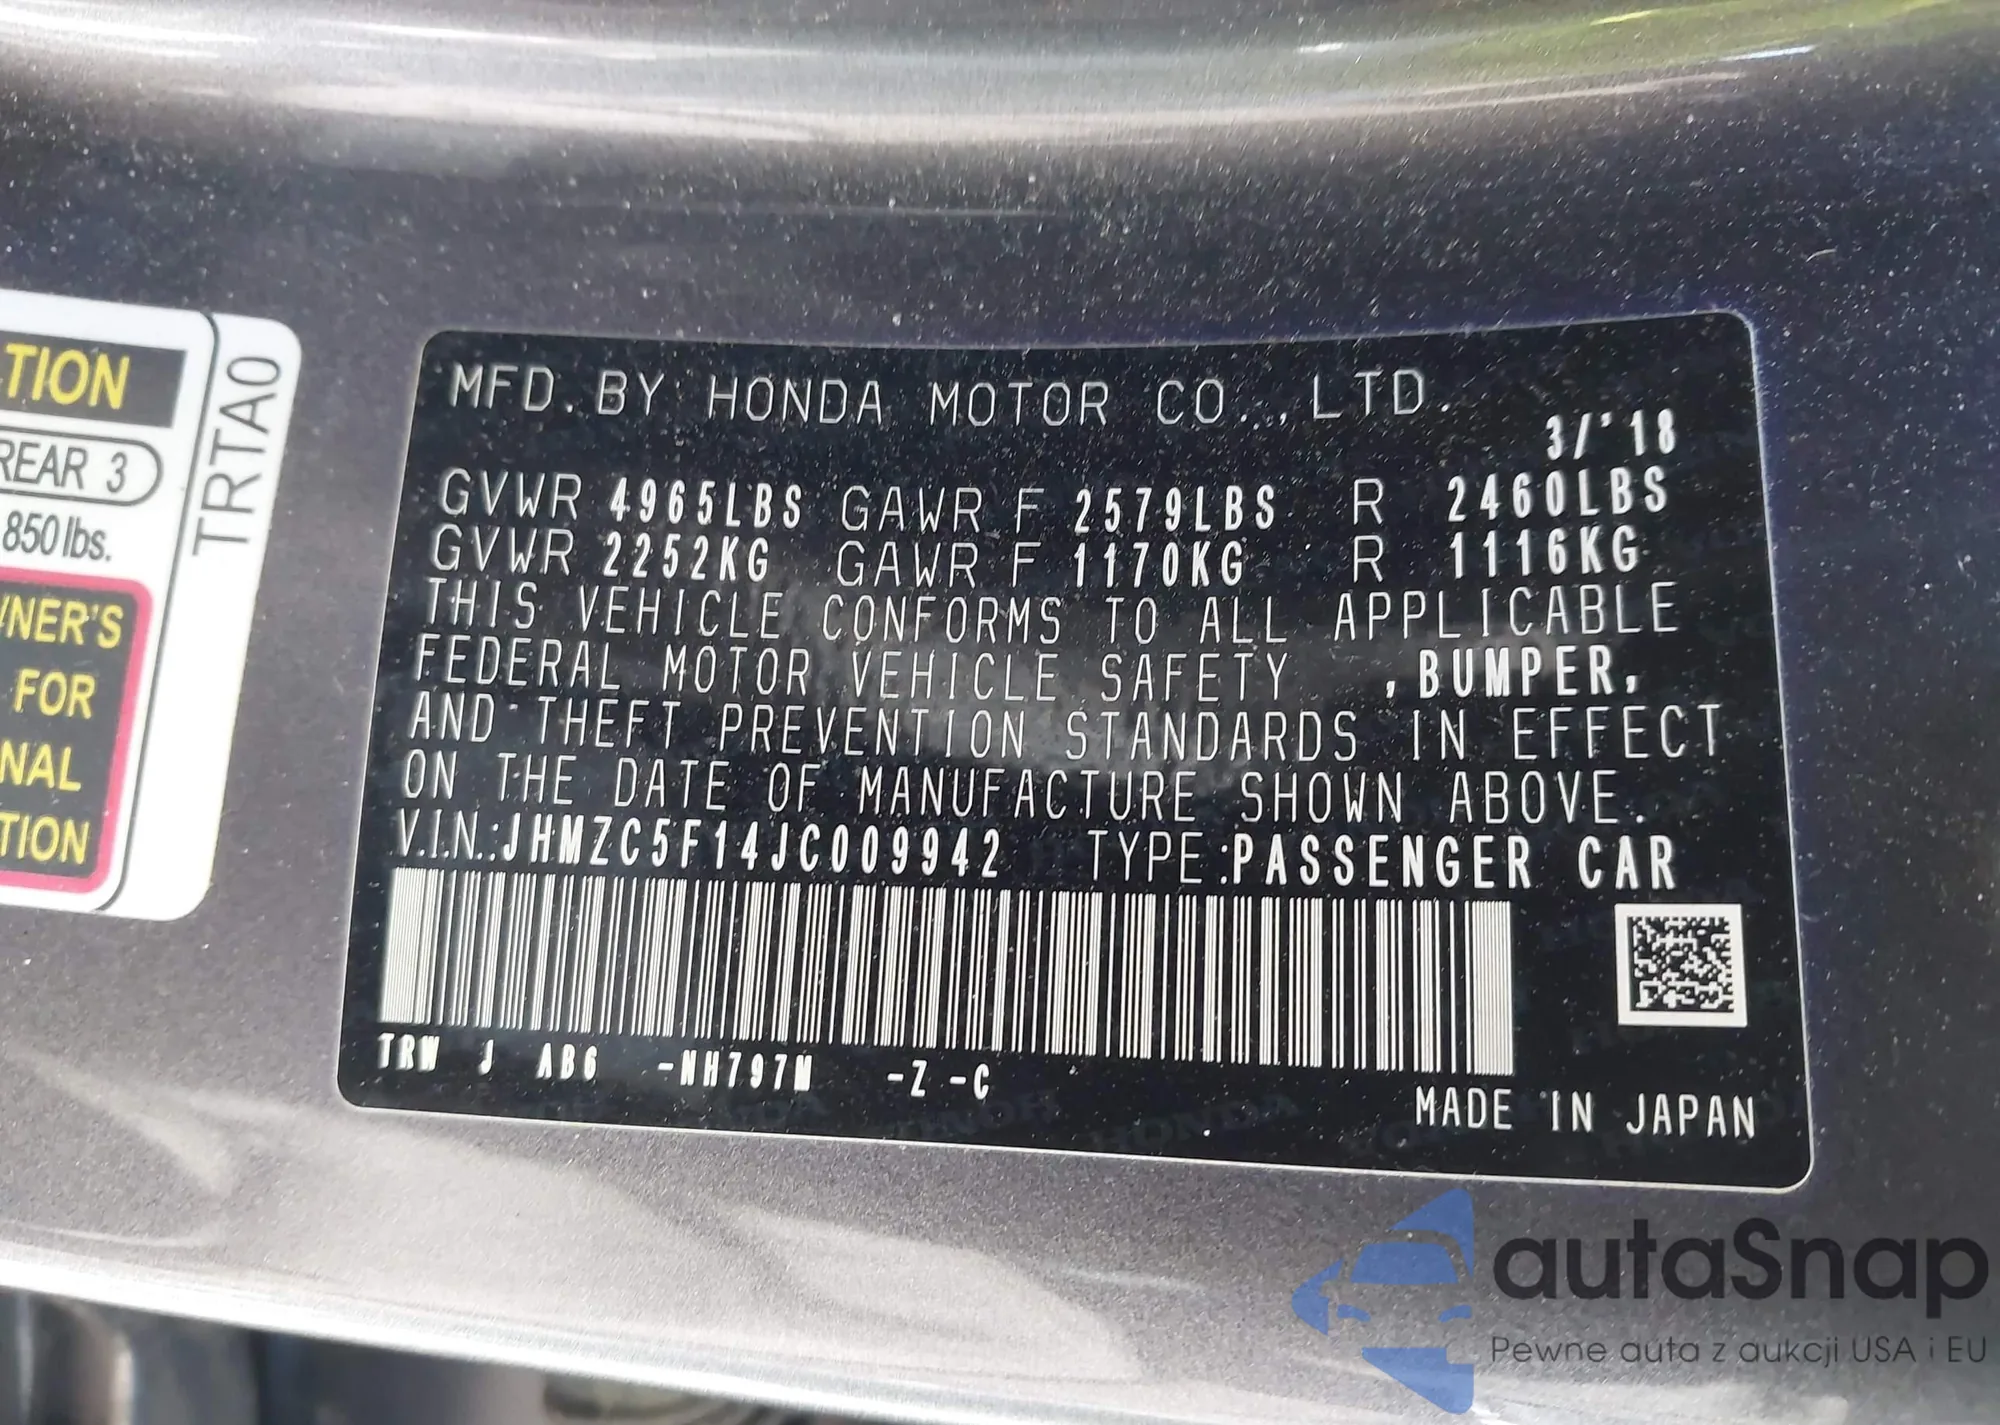 TION
REAR 3
850 lbs.
WNER'S
FOR
NAL
TION
TRTA0
MFD. BY HONDA MOTOR CO., LTD.
3/'18
GVWR 4965LBS GAWR F 2579LBS R 2460LBS
GVWR 2252KG GAWR F 1170KG R 1116KG
THIS VEHICLE CONFORMS TO ALL APPLICABLE
FEDERAL MOTOR VEHICLE SAFETY , BUMPER,
AND THEFT PREVENTION STANDARDS IN EFFECT
ON THE DATE OF MANUFACTURE SHOWN ABOVE.
V.I.N.:JHMZC5F14JC009942 TYPE:PASSENGER CAR
TRW J AB6 -NH797M -Z -C
MADE IN JAPAN
autaSnap
Pewne auta z aukcji USA i EU